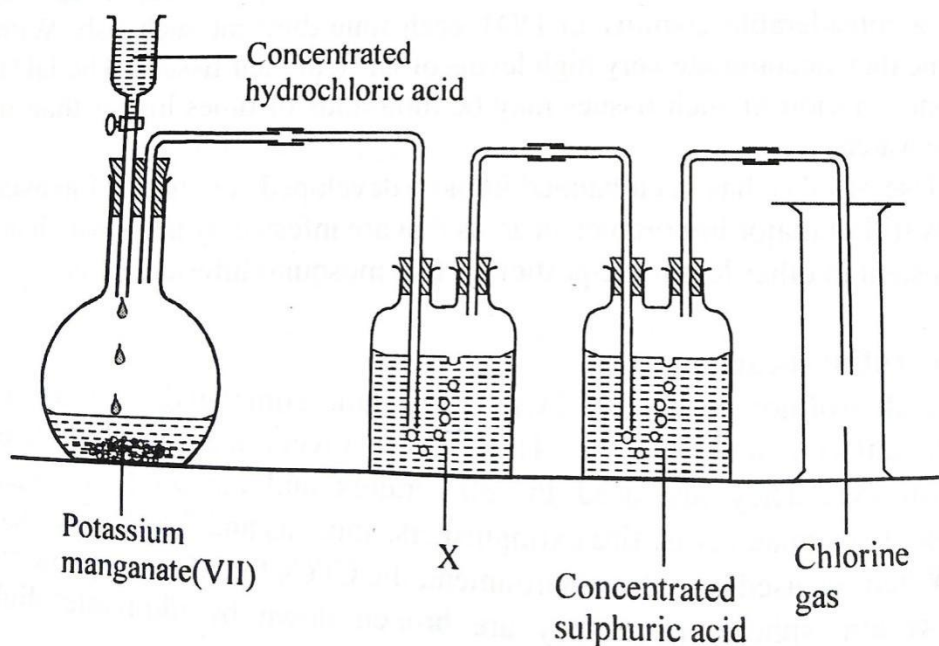 Concentrated
hydrochloric acid
Potassium
manganate(VII)
X
Concentrated
sulphuric acid
Chlorine
gas